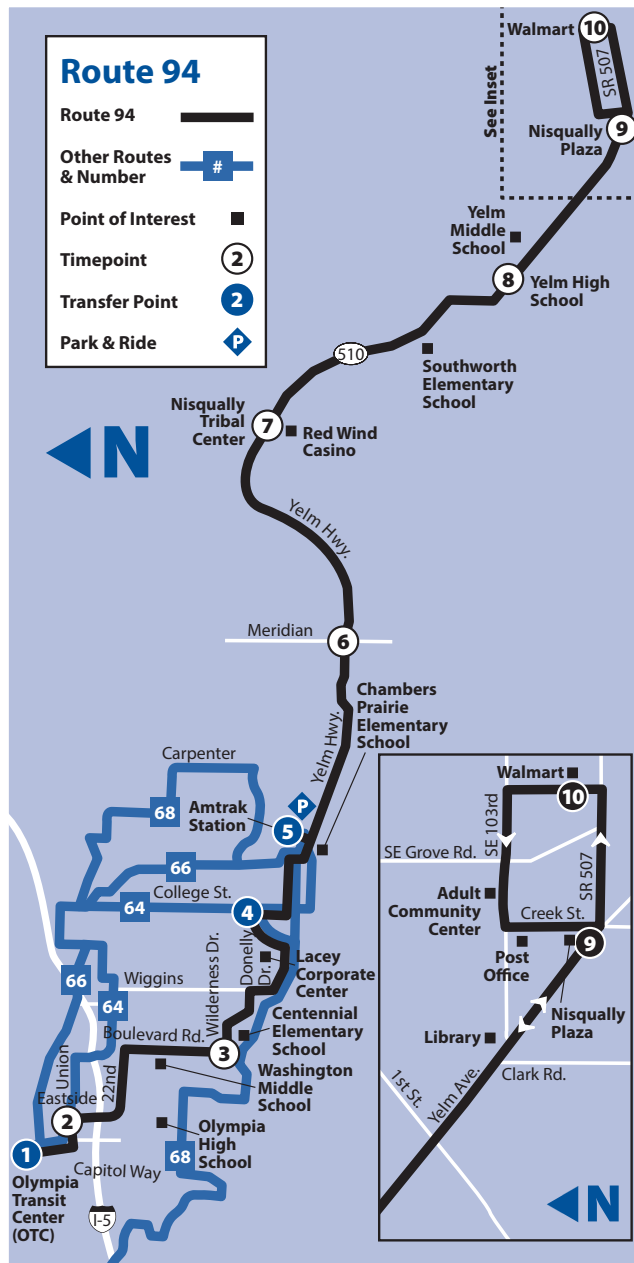 Route 94
Route 94
Other Routes
& Number
#
Point of Interest
Timepoint
2
Transfer Point
2
Park & Ride
P
Walmart
10
SR 507
See Inset
9
Nisqually
Plaza
Yelm
Middle
School
8
Yelm High
School
510
Southworth
Elementary
School
Nisqually
Tribal
Center
7
Red Wind
Casino
N
Yelm Hwy.
Meridian
6
Chambers
Prairie
Elementary
School
Yelm Hwy.
Carpenter
68
Amtrak
Station
P
5
66
College St.
64
4
Wilderness Dr.
Donelly
Dr.
Lacey
Corporate
Center
Wiggins
66
64
Boulevard Rd.
Centennial
Elementary
School
3
Washington
Middle
School
Union
22nd
Eastside
2
Olympia
High
School
68
1
Capitol Way
Olympia
Transit
Center
(OTC)
I-5
Walmart
10
SE 103rd
SE Grove Rd.
SR 507
Adult
Community
Center
Creek St.
9
Post
Office
Nisqually
Plaza
Library
Clark Rd.
1st St.
Yelm Ave.
N